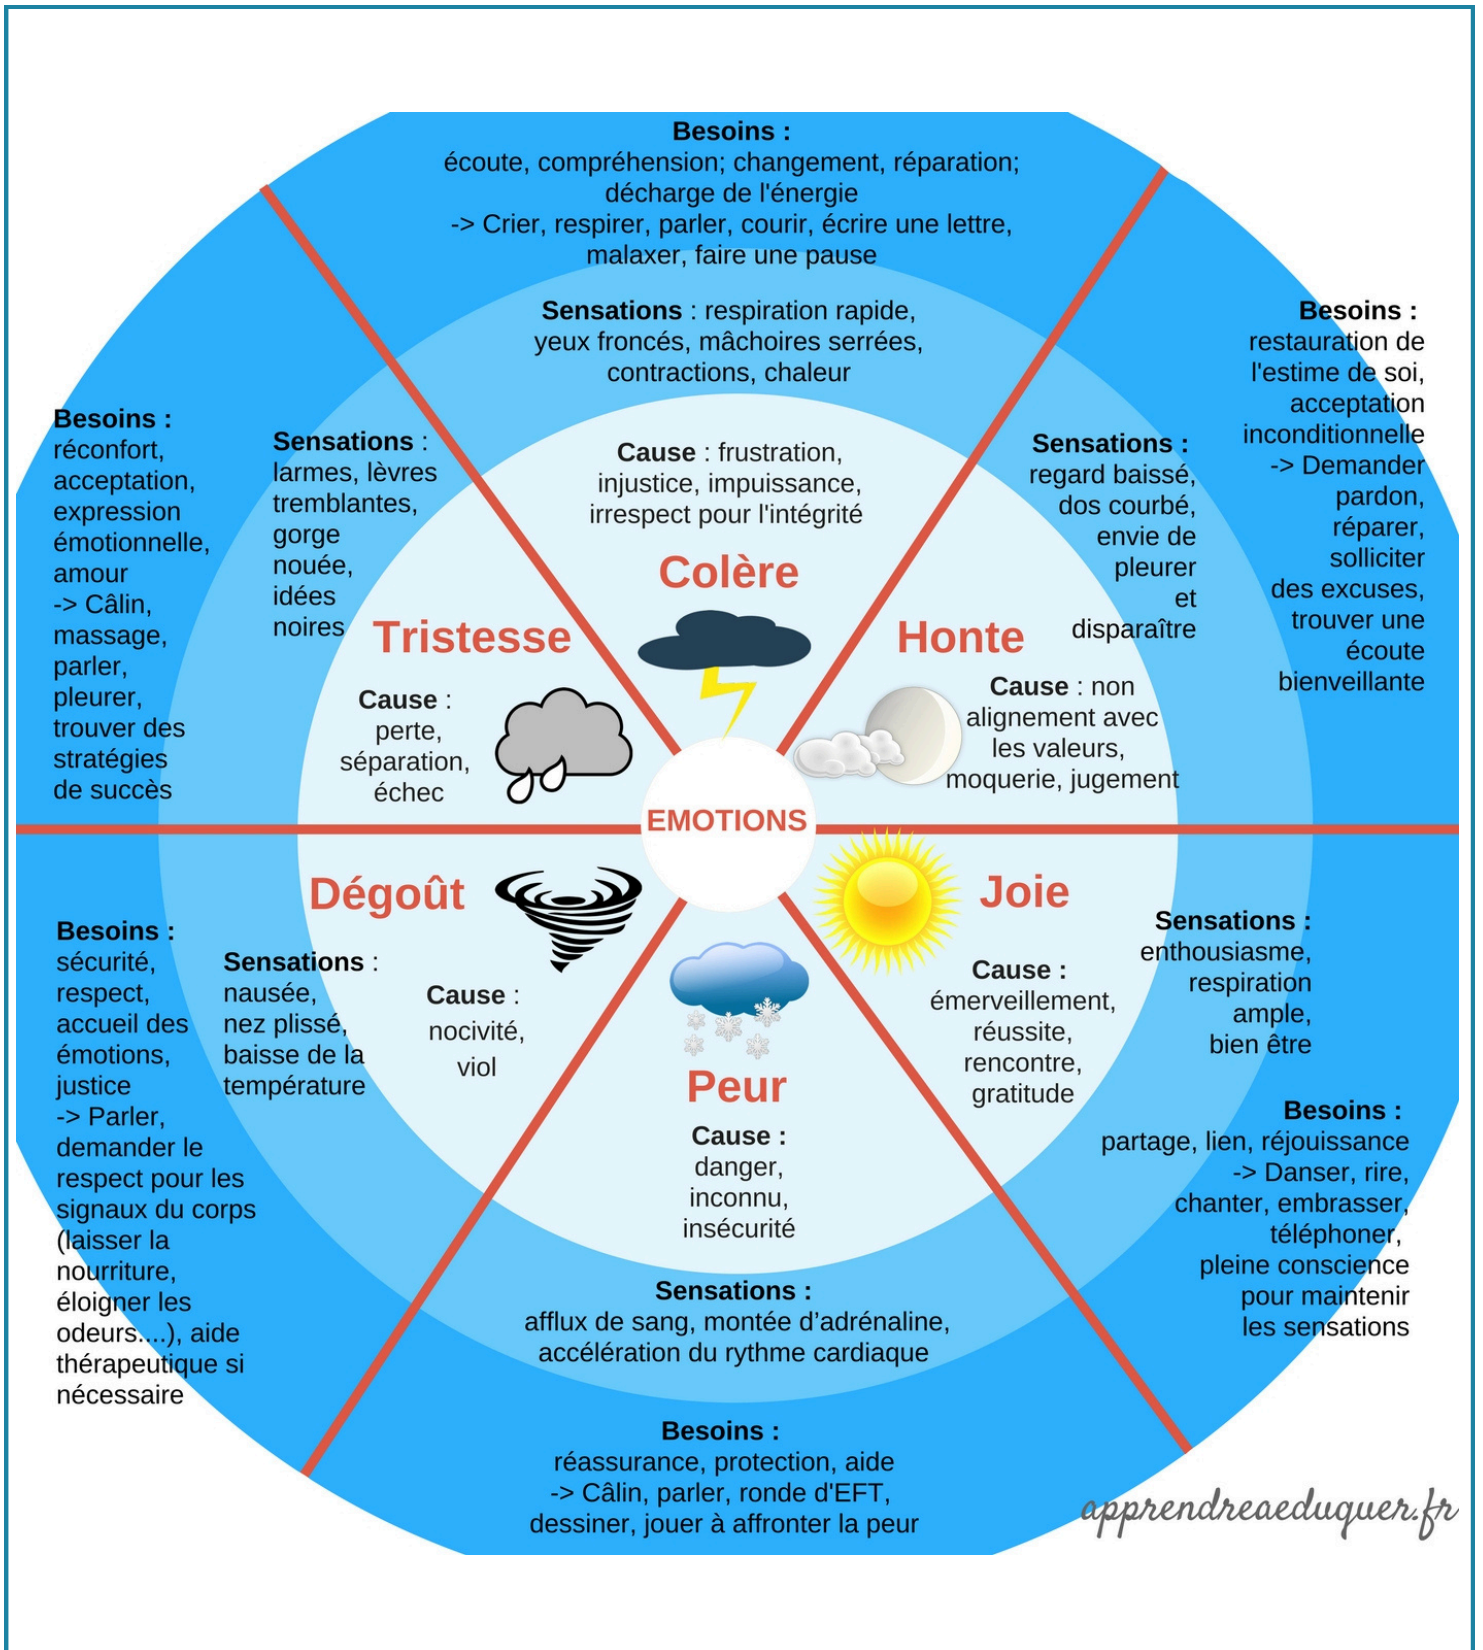 Besoins :
écoute, compréhension; changement, réparation;
décharge de l'énergie
-> Crier, respirer, parler, courir, écrire une lettre,
malaxer, faire une pause
Sensations : respiration rapide,
yeux froncés, mâchoires serrées,
contractions, chaleur
Cause : frustration,
injustice, impuissance,
irrespect pour l'intégrité
Colère
Besoins :
restauration de
l'estime de soi,
acceptation
inconditionnelle
-> Demander
pardon,
réparer,
solliciter
des excuses,
trouver une
écoute
bienveillante
Sensations :
regard baissé,
dos courbé,
envie de
pleurer
et
disparaître
Honte
Cause : non
alignement avec
les valeurs,
moquerie, jugement
Besoins :
réconfort,
acceptation,
expression
émotionnelle,
amour
-> Câlin,
massage,
parler,
pleurer,
trouver des
stratégies
de succès
Sensations :
larmes, lèvres
tremblantes,
gorge
nouée,
idées
noires
Tristesse
Cause :
perte,
séparation,
échec
EMOTIONS
Dégoût
Besoins :
sécurité,
respect,
accueil des
émotions,
justice
-> Parler,
demander le
respect pour les
signaux du corps
(laisser la
nourriture,
éloigner les
odeurs....), aide
thérapeutique si
nécessaire
Sensations :
nausée,
nez plissé,
baisse de la
température
Cause :
nocivité,
viol
Joie
Cause :
émerveillement,
réussite,
rencontre,
gratitude
Sensations :
enthousiasme,
respiration
ample,
bien être
Besoins :
partage, lien, réjouissance
-> Danser, rire,
chanter, embrasser,
téléphoner,
pleine conscience
pour maintenir
les sensations
Peur
Cause :
danger,
inconnu,
insécurité
Sensations :
afflux de sang, montée d’adrénaline,
accélération du rythme cardiaque
Besoins :
réassurance, protection, aide
-> Câlin, parler, ronde d'EFT,
dessiner, jouer à affronter la peur
apprendreaeduquer.fr